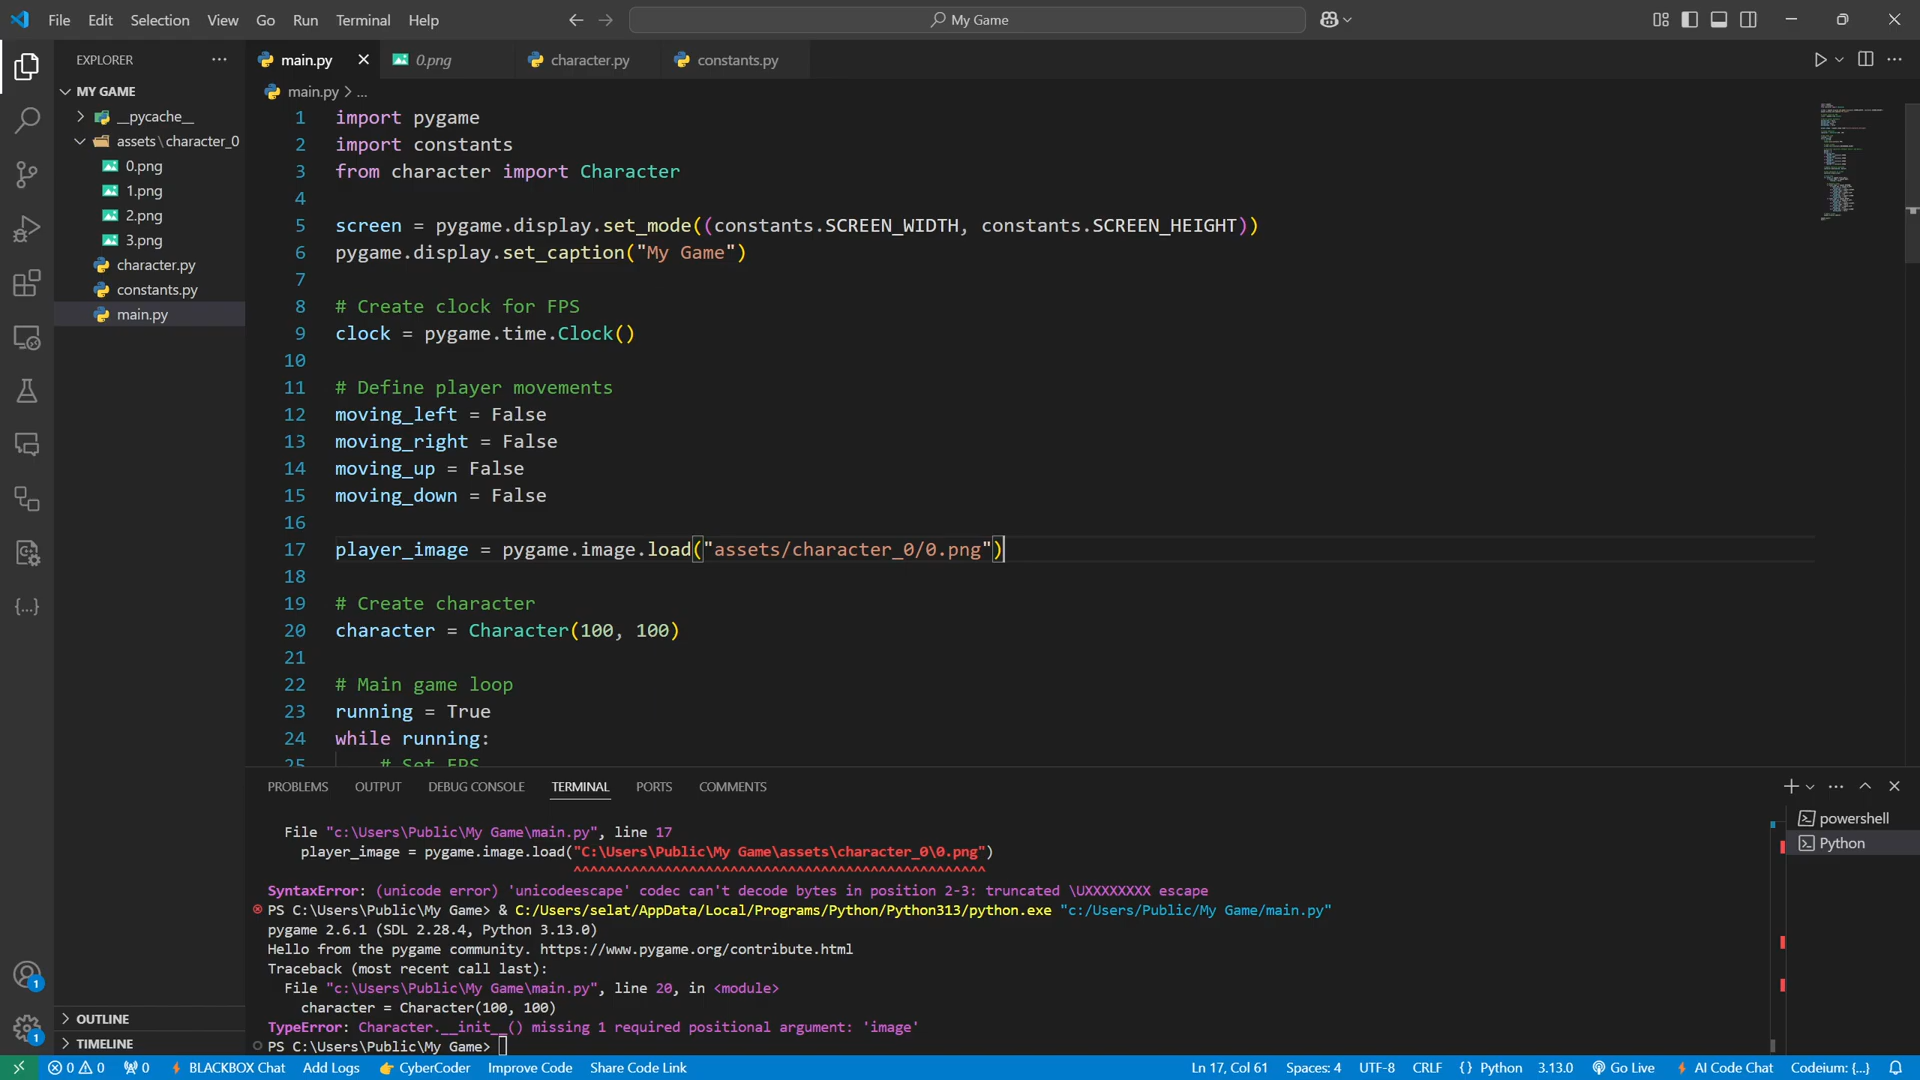 File Edit Selection View Go Run Terminal Help
My Game
EXPLORER
MY GAME
__pycache__
assets\character_0
0.png
1.png
2.png
3.png
character.py
constants.py
main.py
OUTLINE
TIMELINE
main.py 0.png character.py constants.py
main.py > ...
1 import pygame
2 import constants
3 from character import Character
4
5 screen = pygame.display.set_mode((constants.SCREEN_WIDTH, constants.SCREEN_HEIGHT))
6 pygame.display.set_caption("My Game")
7
8 # Create clock for FPS
9 clock = pygame.time.Clock()
10
11 # Define player movements
12 moving_left = False
13 moving_right = False
14 moving_up = False
15 moving_down = False
16
17 player_image = pygame.image.load("assets/character_0/0.png")
18
19 # Create character
20 character = Character(100, 100)
21
22 # Main game loop
23 running = True
24 while running:
25 # Set FPS
PROBLEMS OUTPUT DEBUG CONSOLE TERMINAL PORTS COMMENTS
powershell
Python
File "c:\Users\Public\My Game\main.py", line 17
player_image = pygame.image.load("C:\Users\Public\My Game\assets\character_0\0.png")
^^^^^^^^^^^^^^^^^^^^^^^^^^^^^^^^^^^^^^^^^^^^^^^^^^
SyntaxError: (unicode error) 'unicodeescape' codec can't decode bytes in position 2-3: truncated \UXXXXXXXX escape
PS C:\Users\Public\My Game> & C:/Users/selat/AppData/Local/Programs/Python/Python313/python.exe "c:/Users/Public/My Game/main.py"
pygame 2.6.1 (SDL 2.28.4, Python 3.13.0)
Hello from the pygame community. https://www.pygame.org/contribute.html
Traceback (most recent call last):
File "c:\Users\Public\My Game\main.py", line 20, in <module>
character = Character(100, 100)
TypeError: Character.__init__() missing 1 required positional argument: 'image'
PS C:\Users\Public\My Game>
1
1
0 0 0 BLACKBOX Chat Add Logs CyberCoder Improve Code Share Code Link Ln 17, Col 61 Spaces: 4 UTF-8 CRLF {} Python 3.13.0 Go Live AI Code Chat Codeium: {...}